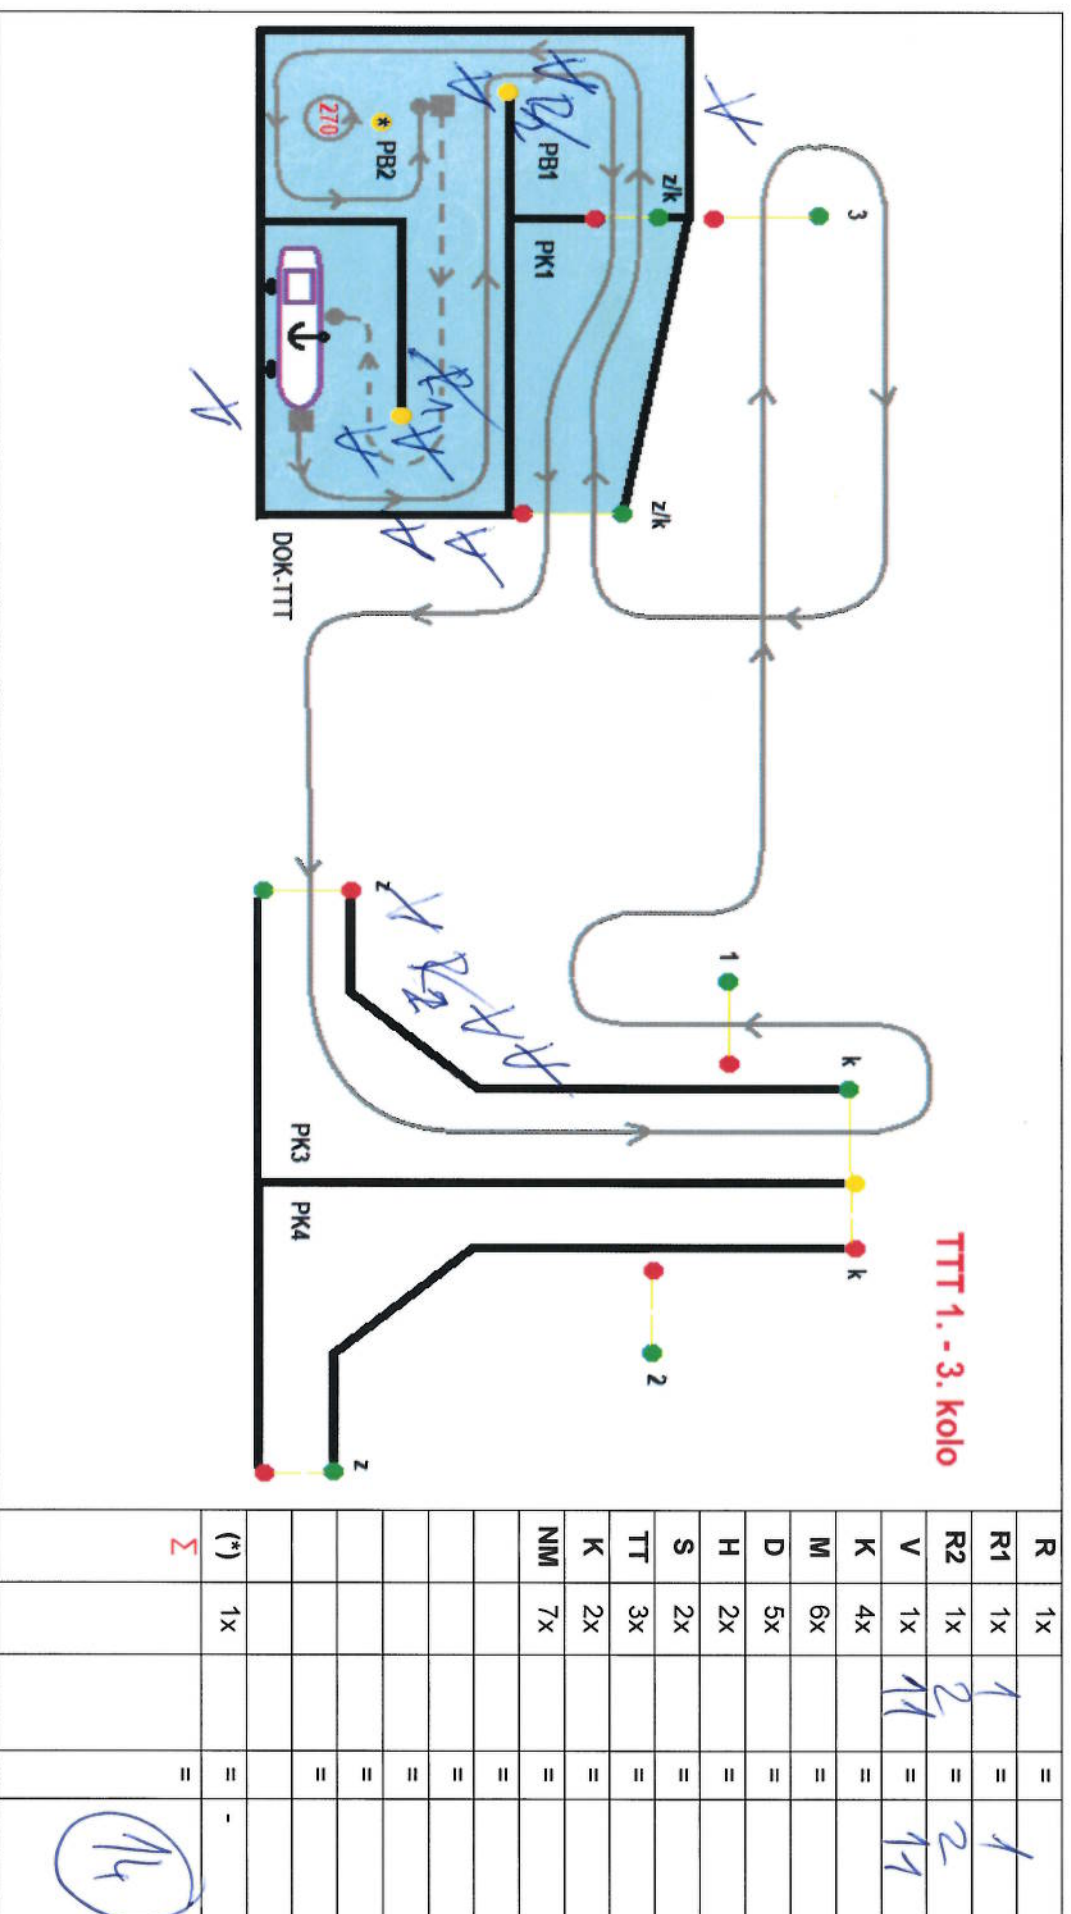 TTT 1. - 3. kolo
3
z/k
z/k
PB1
PK1
PB2
*
270
DOK-TTT
z
1
k
k
2
z
PK3
PK4
R 1x =
R1 1x 1 = 1
R2 1x 2 = 2
V 1x 11 = 11
K 4x =
M 6x =
D 5x =
H 2x =
S 2x =
TT 3x =
K 2x =
NM 7x =
=
=
=
=
=
(*) 1x = -
Σ = 14